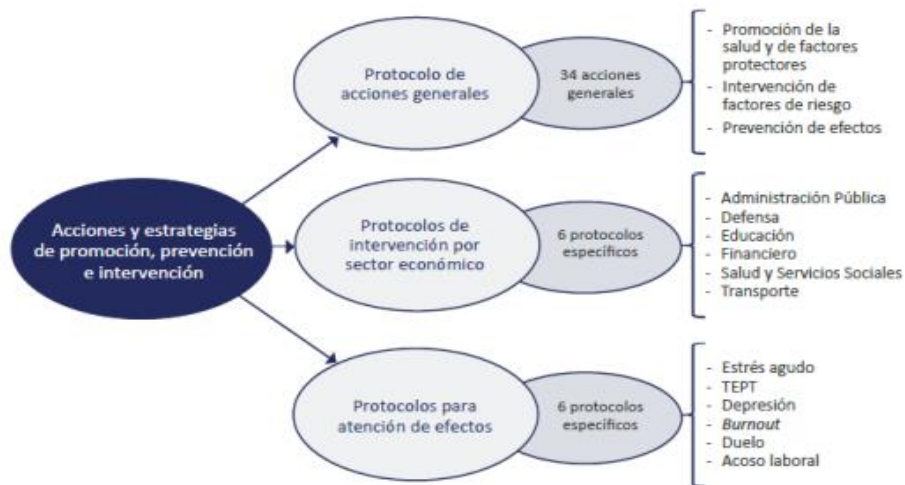 Acciones y estrategias
de promoción, prevención
e intervención
Protocolo de
acciones generales
34 acciones
generales
- Promoción de la
salud y de factores
protectores
- Intervención de
factores de riesgo
- Prevención de efectos
Protocolos de
intervención por
sector económico
6 protocolos
específicos
- Administración Pública
- Defensa
- Educación
- Financiero
- Salud y Servicios Sociales
- Transporte
Protocolos para
atención de efectos
6 protocolos
específicos
- Estrés agudo
- TEPT
- Depresión
- Burnout
- Duelo
- Acoso laboral